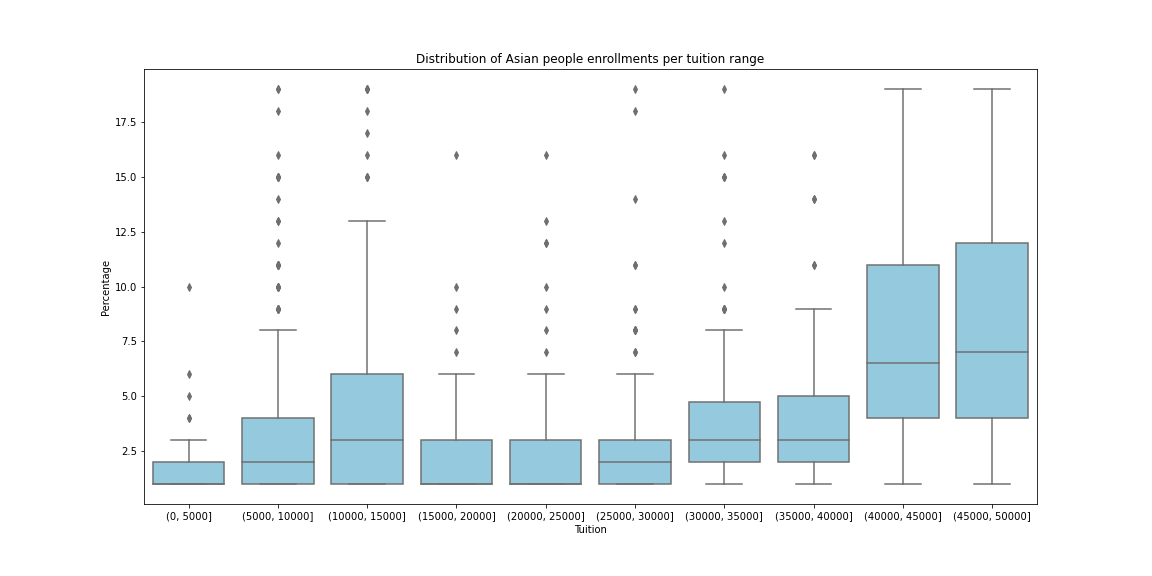 Distribution of Asian people enrollments per tuition range
Percentage
17.5
15.0
12.5
10.0
7.5
5.0
2.5
(0, 5000] (5000, 10000] (10000, 15000] (15000, 20000] (20000, 25000] (25000, 30000] (30000, 35000] (35000, 40000] (40000, 45000] (45000, 50000]
Tuition